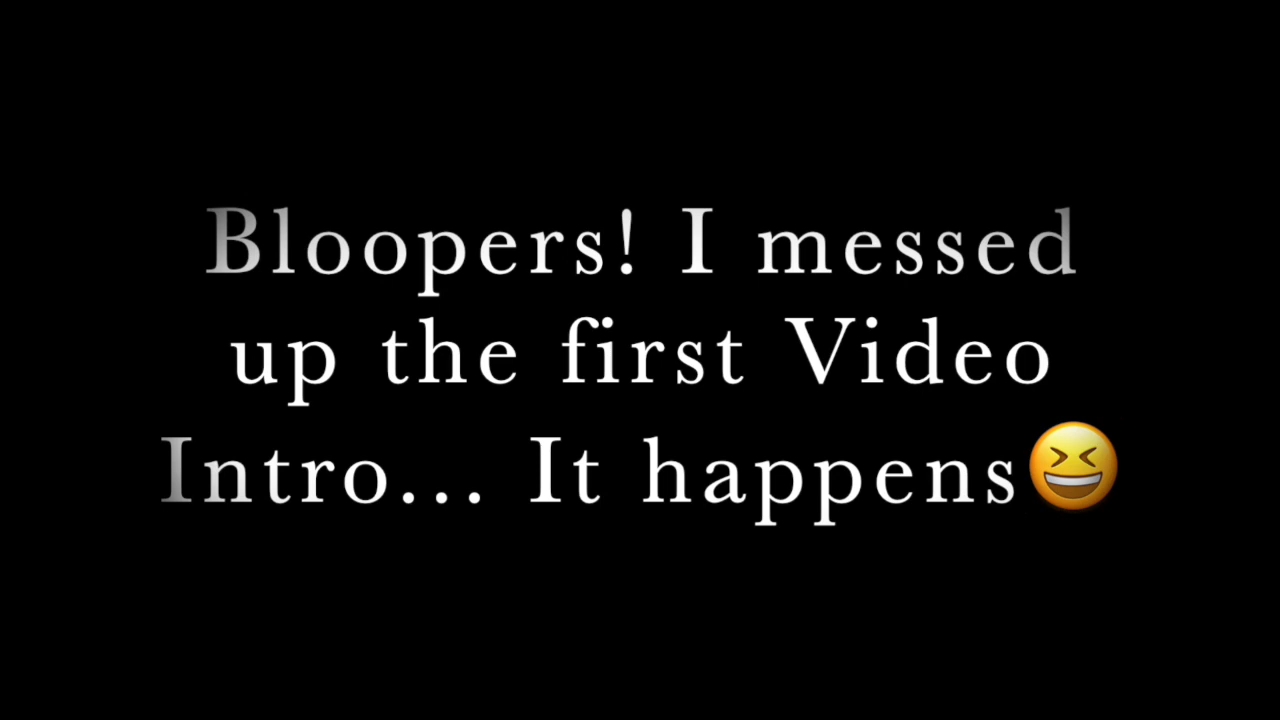 Bloopers! I messed
up the first Video
Intro... It happens😆